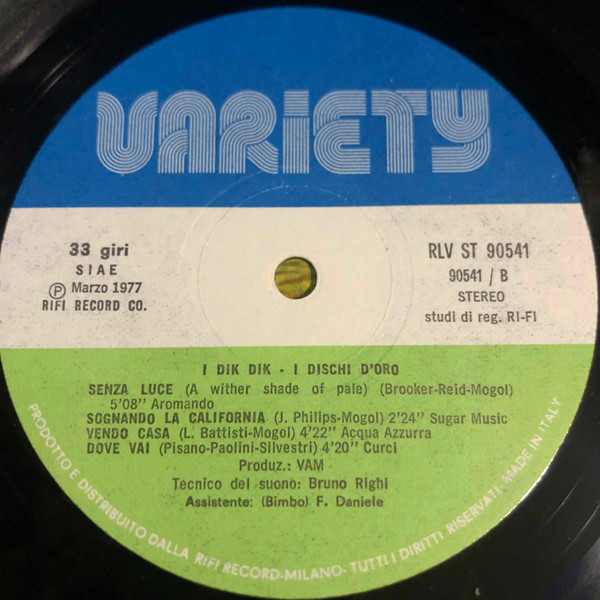 VARIETY
33 giri
SIAE
Ⓟ Marzo 1977
RIFI RECORD CO.
RLV ST 90541
90541 / B
STEREO
studi di reg. RI-FI
I DIK DIK - I DISCHI D'ORO
SENZA LUCE (A wither shade of pale) (Brooker-Reid-Mogol)
5'08" Aromando
SOGNANDO LA CALIFORNIA (J. Philips-Mogol) 2'24" Sugar Music
VENDO CASA (L. Battisti-Mogol) 4'22" Acqua Azzurra
DOVE VAI (Pisano-Paolini-Silvestri) 4'20" Curci
Produz.: VAM
Tecnico del suono: Bruno Righi
Assistente: (Bimbo) F. Daniele
PRODOTTO E DISTRIBUITO DALLA RIFI RECORD-MILANO- TUTTI I DIRITTI RISERVATI. MADE IN ITALY